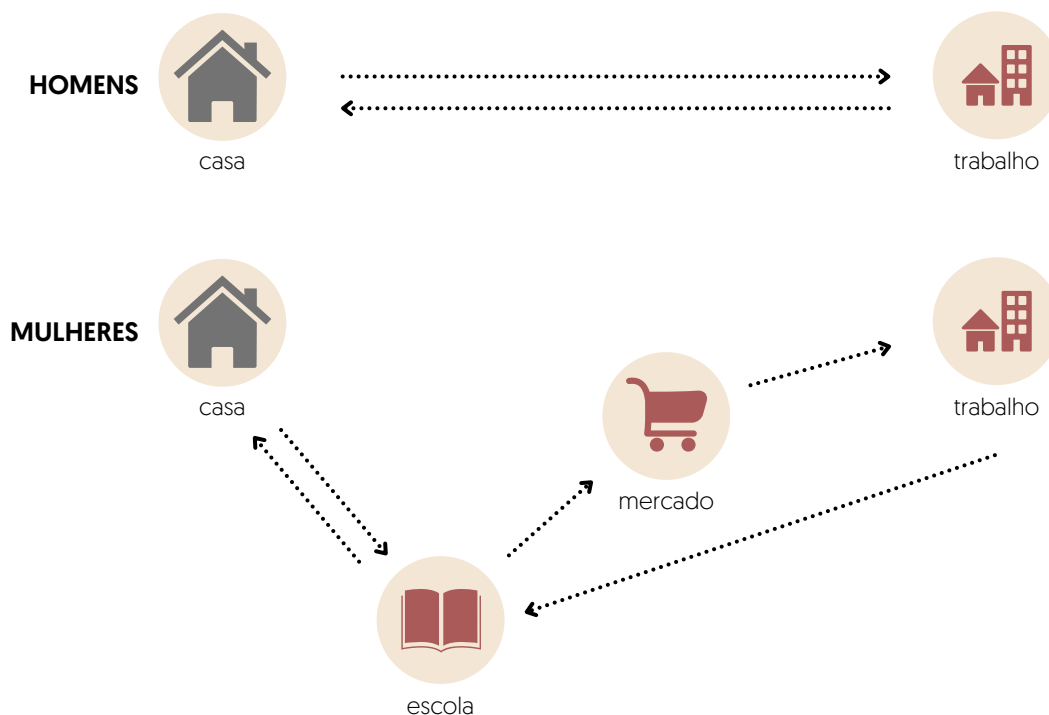 HOMENS
casa
trabalho
MULHERES
casa
trabalho
mercado
escola